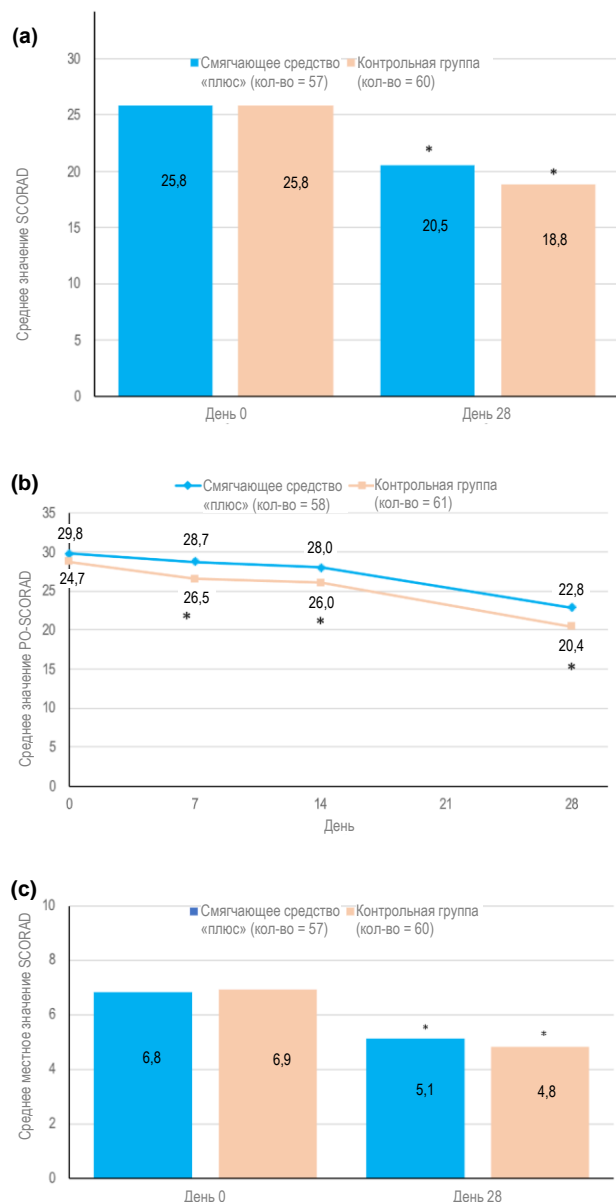 (a)
Смягчающее средство «плюс» (кол-во = 57)
Контрольная группа (кол-во = 60)
Среднее значение SCORAD
30
25
20
15
10
5
0
25,8
25,8
*
20,5
*
18,8
День 0
День 28
(b)
Смягчающее средство «плюс» (кол-во = 58)
Контрольная группа (кол-во = 61)
Среднее значение PO-SCORAD
35
30
25
20
15
10
5
0
29,8
28,7
28,0
22,8
24,7
26,5
26,0
20,4
*
*
*
0
7
14
21
28
День
(c)
Смягчающее средство «плюс» (кол-во = 57)
Контрольная группа (кол-во = 60)
Среднее местное значение SCORAD
10
8
6
4
2
0
6,8
6,9
*
5,1
*
4,8
День 0
День 28